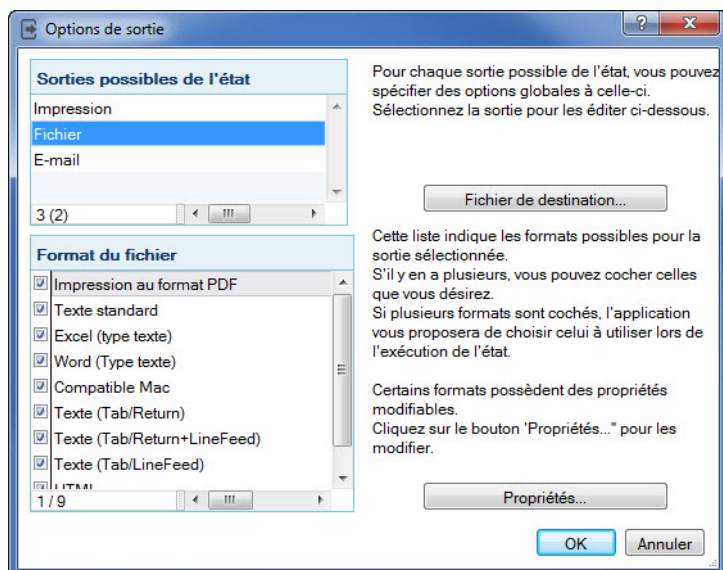 Options de sortie
Sorties possibles de l'état
Impression
Fichier
E-mail
3 (2)
Pour chaque sortie possible de l'état, vous pouvez
spécifier des options globales à celle-ci.
Sélectionnez la sortie pour les éditer ci-dessous.
Fichier de destination...
Format du fichier
Impression au format PDF
Texte standard
Excel (type texte)
Word (Type texte)
Compatible Mac
Texte (Tab/Return)
Texte (Tab/Return+LineFeed)
Texte (Tab/LineFeed)
HTML
1 / 9
Cette liste indique les formats possibles pour la
sortie sélectionnée.
S'il y en a plusieurs, vous pouvez cocher celles
que vous désirez.
Si plusieurs formats sont cochés, l'application
vous proposera de choisir celui à utiliser lors de
l'exécution de l'état.
Certains formats possèdent des propriétés
modifiables.
Cliquez sur le bouton 'Propriétés..." pour les
modifier.
Propriétés...
OK
Annuler